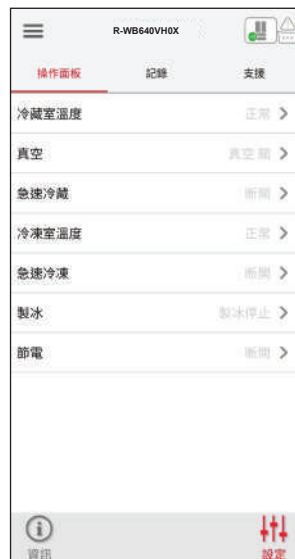 R-WB640VH0X
操作面板 記錄 支援
冷藏室溫度 正常
真空 真空 關
急速冷藏 斷開
冷凍室溫度 正常
急速冷凍 斷開
製冰 製冰停止
節電 斷開
資訊 設定